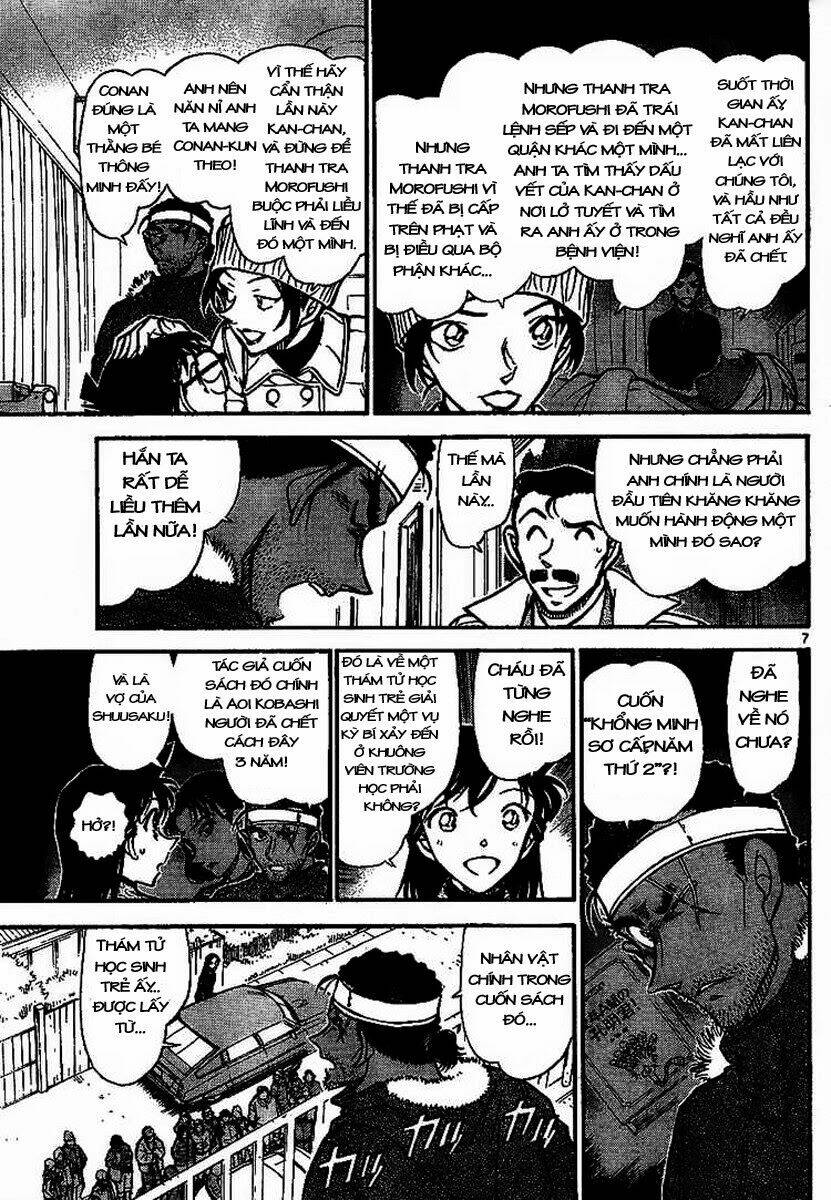 SUỐT THỜI
GIAN ẤY,
KAN-CHAN
ĐÃ MẤT LIÊN
LẠC VỚI
CHÚNG TÔI,
VÀ HẦU NHƯ
TẤT CẢ ĐỀU
NGHĨ ANH ẤY
ĐÃ CHẾT.
NHƯNG THANH TRA
MOROFUSHI ĐÃ TRÁI
LỆNH SẾP VÀ ĐI ĐẾN MỘT
QUẬN KHÁC MỘT MÌNH...
ANH TA TÌM THẤY DẤU
VẾT CỦA KAN-CHAN Ở
NƠI LỞ TUYẾT VÀ TÌM
RA ANH ẤY Ở TRONG
BỆNH VIỆN!
NHƯNG
THANH TRA
MOROFUSHI VÌ
THẾ ĐÃ BỊ CẤP
TRÊN PHẠT VÀ
BỊ ĐIỀU QUA BỘ
PHẬN KHÁC...
VÌ THẾ HÃY
CẨN THẬN
LẦN NÀY
KAN-CHAN,
VÀ ĐỪNG ĐỂ
THANH TRA
MOROFUSHI
BUỘC PHẢI LIỀU
LĨNH VÀ ĐẾN
ĐÓ MỘT MÌNH.
ANH NÊN
NĂN NỈ ANH
TA MANG
CONAN-KUN
THEO!
CONAN
ĐÚNG LÀ
MỘT
THẰNG BÉ
THÔNG
MINH ĐẤY!
NHƯNG CHẲNG PHẢI
ANH CHÍNH LÀ NGƯỜI
ĐẦU TIÊN KHĂNG KHĂNG
MUỐN HÀNH ĐỘNG MỘT
MÌNH ĐÓ SAO?
THẾ MÀ
LẦN
NÀY...
HẮN TA
RẤT DỄ
LIỀU THÊM
LẦN NỮA!
7
ĐÃ
NGHE
VỀ NÓ
CHƯA?
CUỐN
"KHỔNG MINH
SƠ CẤP,NĂM
THỨ 2"?!
CHÁU ĐÃ
TỪNG
NGHE
RỒI!
ĐÓ LÀ VỀ MỘT
THÁM TỬ HỌC
SINH TRẺ GIẢI
QUYẾT MỘT VỤ
KỲ BÍ XẢY ĐẾN
Ở KHUÔNG
VIÊN TRƯỜNG
HỌC PHẢI
KHÔNG?
TÁC GIẢ CUỐN
SÁCH ĐÓ CHÍNH
LÀ AOI KOBASHI
NGƯỜI ĐÃ CHẾT
CÁCH ĐÂY
3 NĂM!
VÀ LÀ
VỢ CỦA
SHUUSAKU!
HỞ?!
NHÂN VẬT
CHÍNH TRONG
CUỐN SÁCH
ĐÓ...
THÁM TỬ
HỌC SINH
TRẺ ẤY...
ĐƯỢC LẤY
TỪ...
カッ カッ カッ